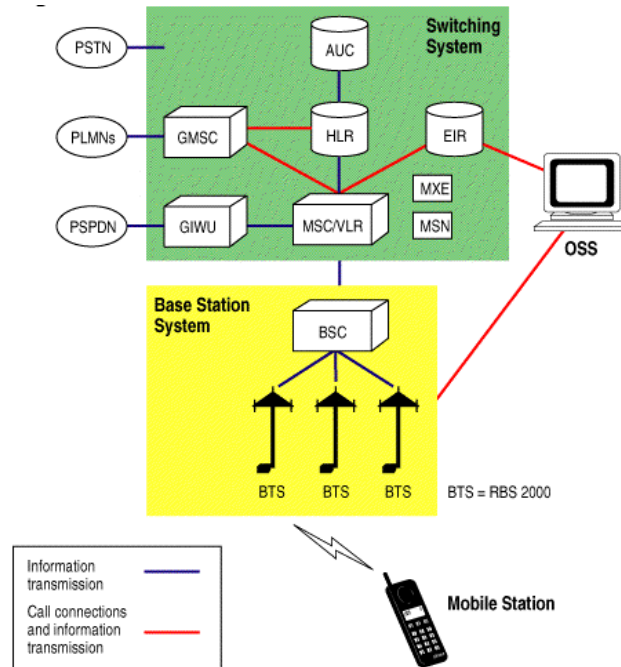 PSTN
AUC
Switching
System
PLMNs
GMSC
HLR
EIR
MXE
PSPDN
GIWU
MSC/VLR
MSN
OSS
Base Station
System
BSC
BTS
BTS
BTS
BTS = RBS 2000
Information
transmission
Call connections
and information
transmission
Mobile Station